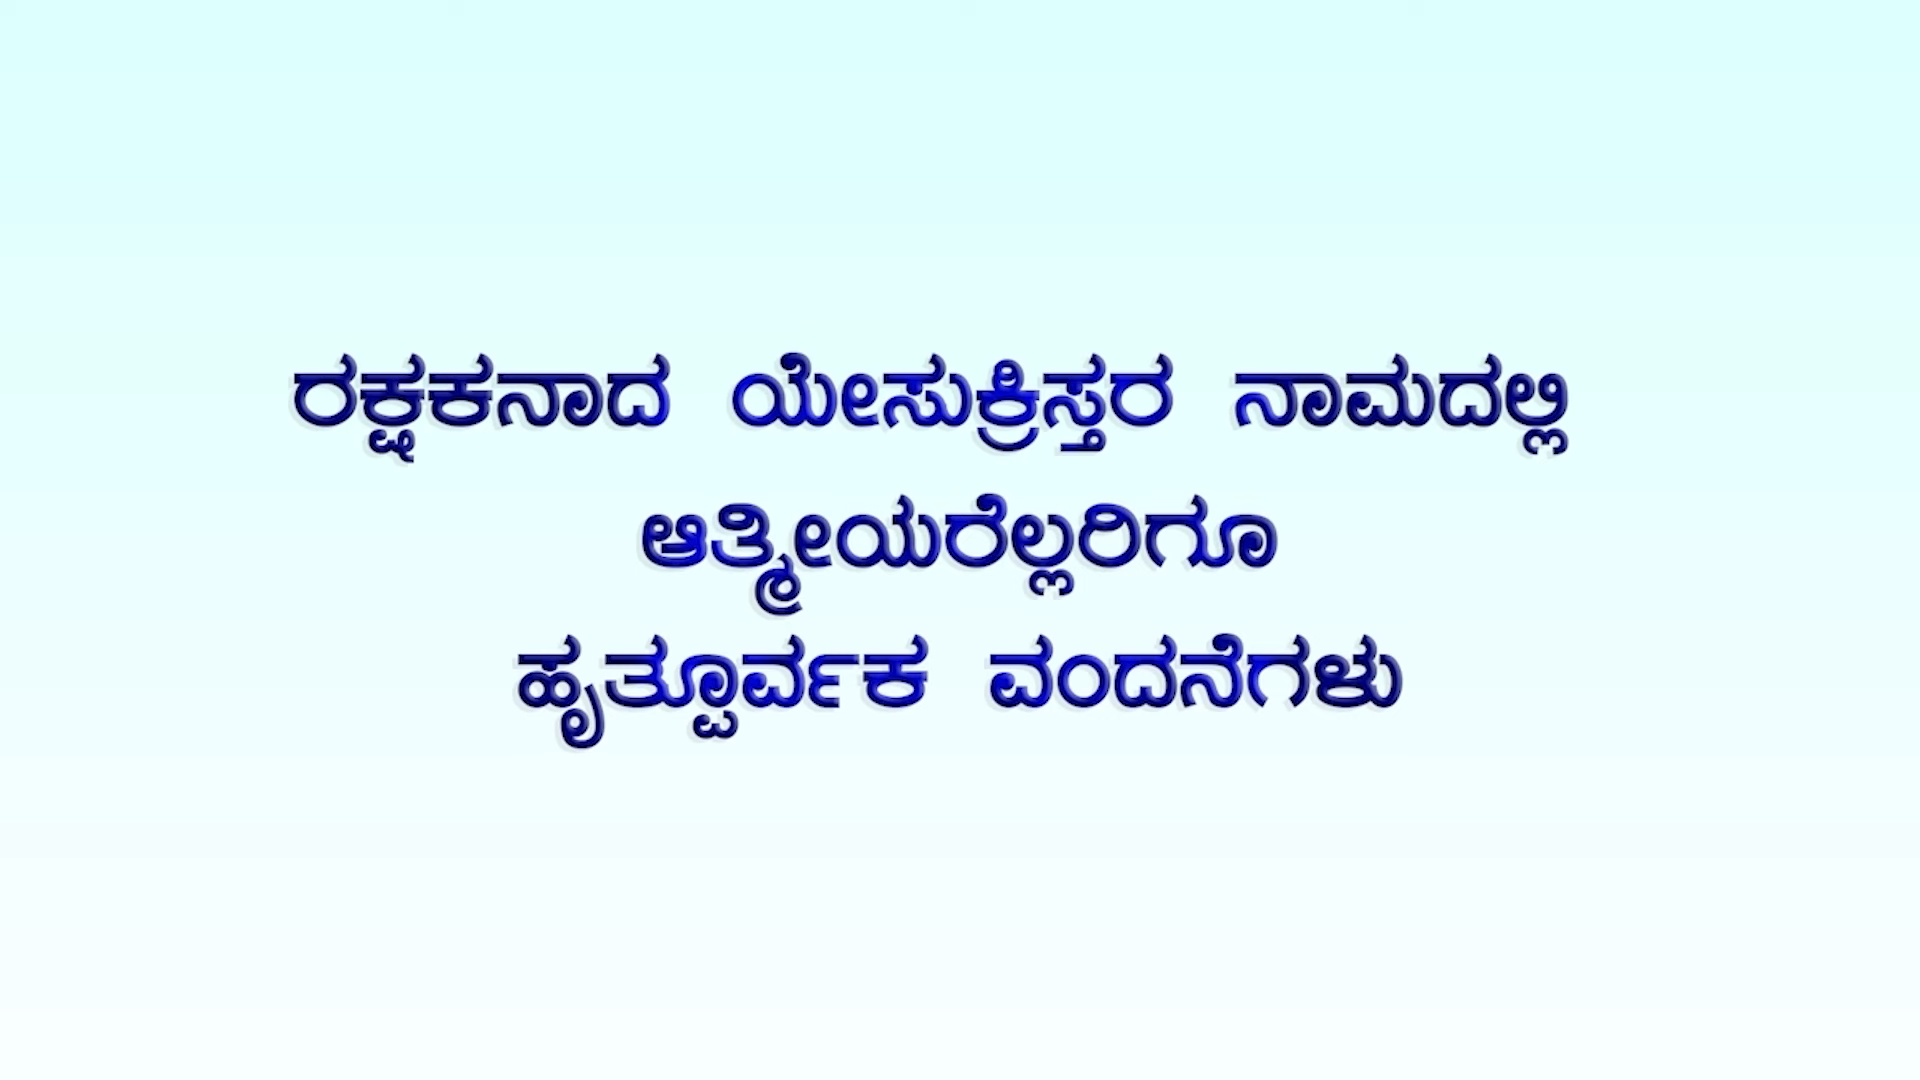 ರಕ್ಷಕನಾದ ಯೇಸುಕ್ರಿಸ್ತರ ನಾಮದಲ್ಲಿ
ಆತ್ಮೀಯರೆಲ್ಲರಿಗೂ
ಹೃತ್ಪೂರ್ವಕ ವಂದನೆಗಳು